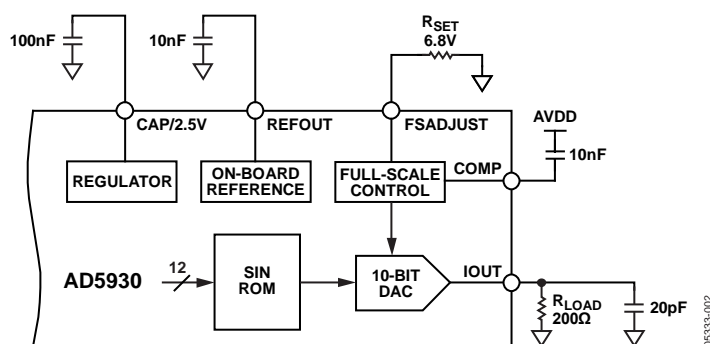 100nF
10nF
RSET
6.8V
CAP/2.5V
REFOUT
FSADJUST
AVDD
10nF
COMP
REGULATOR
ON-BOARD
REFERENCE
FULL-SCALE
CONTROL
AD5930
12
SIN
ROM
10-BIT
DAC
IOUT
RLOAD
200Ω
20pF
05333-002